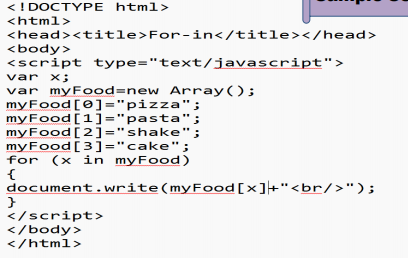 <!DOCTYPE html>
<html>
<head><title>For-in</title></head>
<body>
<script type="text/javascript">
var x;
var myFood=new Array();
myFood[0]="pizza";
myFood[1]="pasta";
myFood[2]="shake";
myFood[3]="cake";
for (x in myFood)
{
document.write(myFood[x]+"<br/>");
}
</script>
</body>
</html>